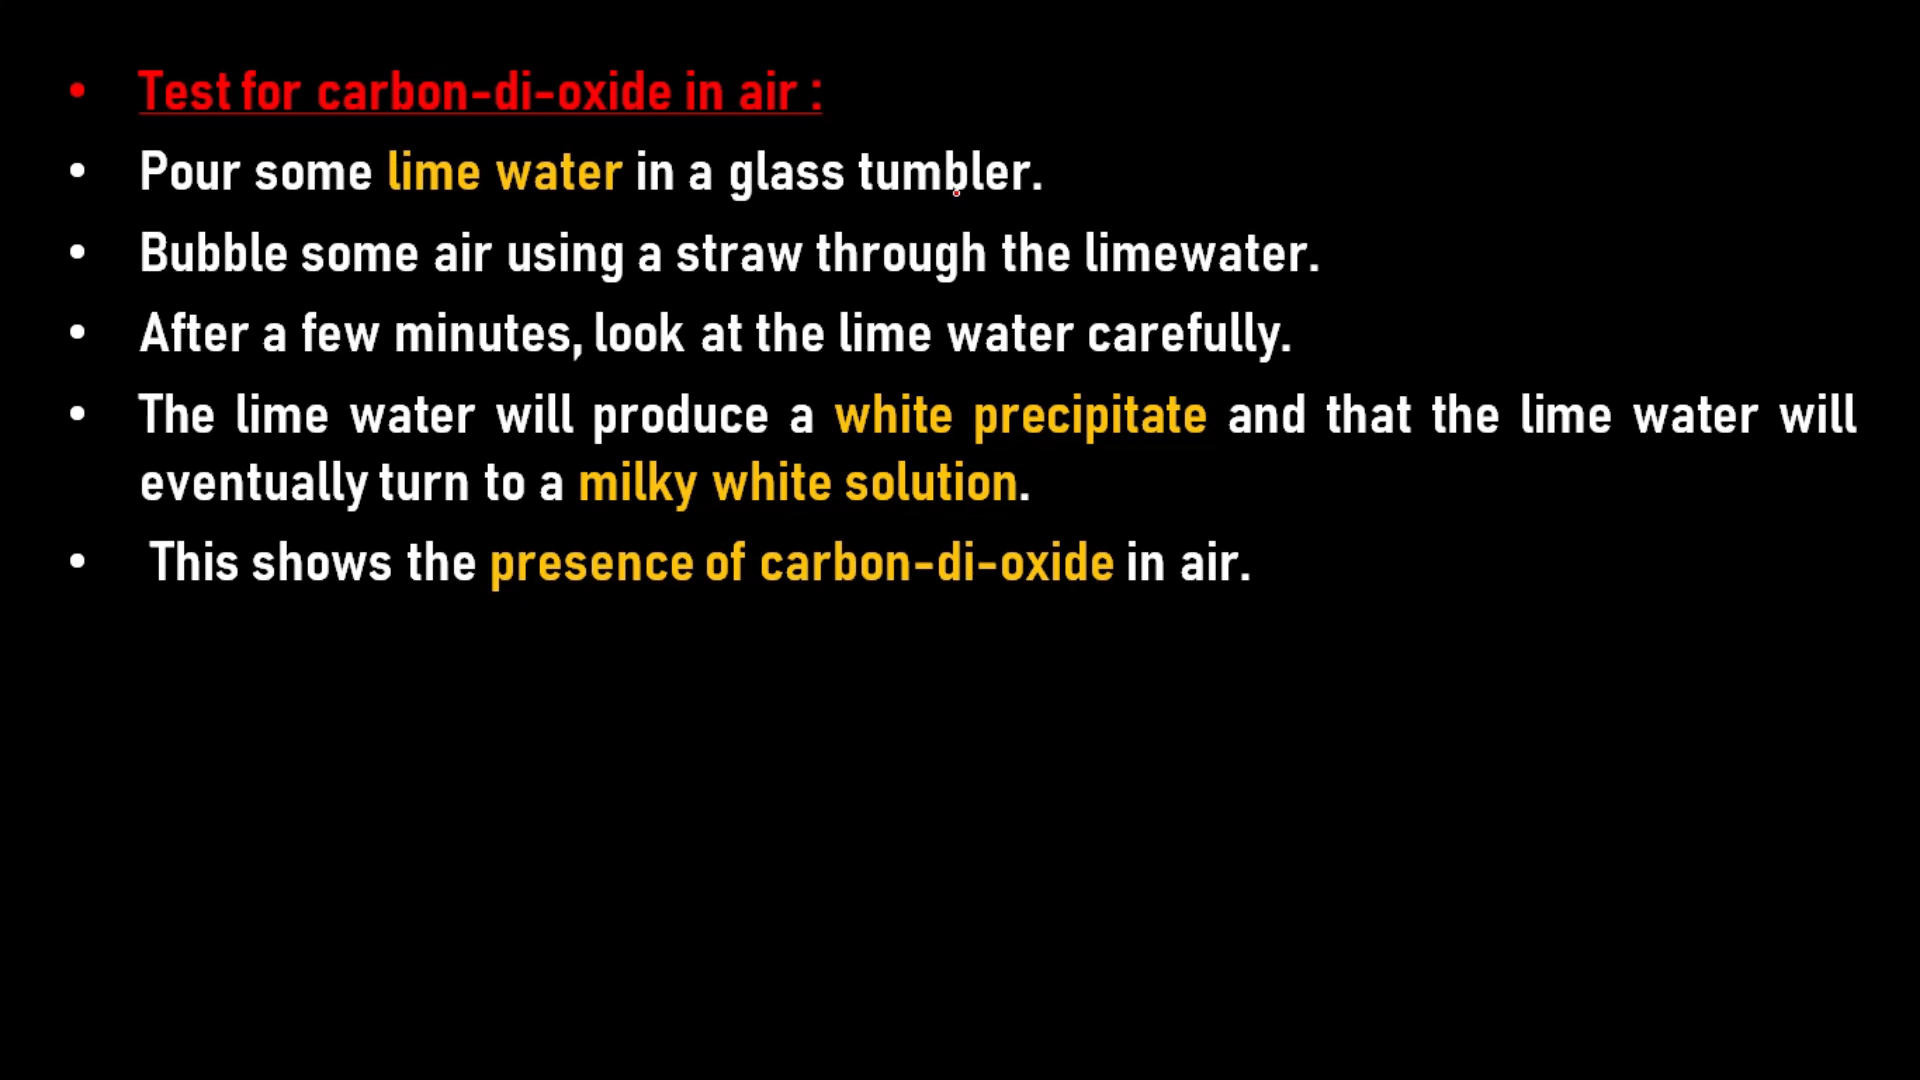 • Test for carbon-di-oxide in air :
• Pour some lime water in a glass tumbler.
• Bubble some air using a straw through the limewater.
• After a few minutes, look at the lime water carefully.
• The lime water will produce a white precipitate and that the lime water will
eventually turn to a milky white solution.
• This shows the presence of carbon-di-oxide in air.